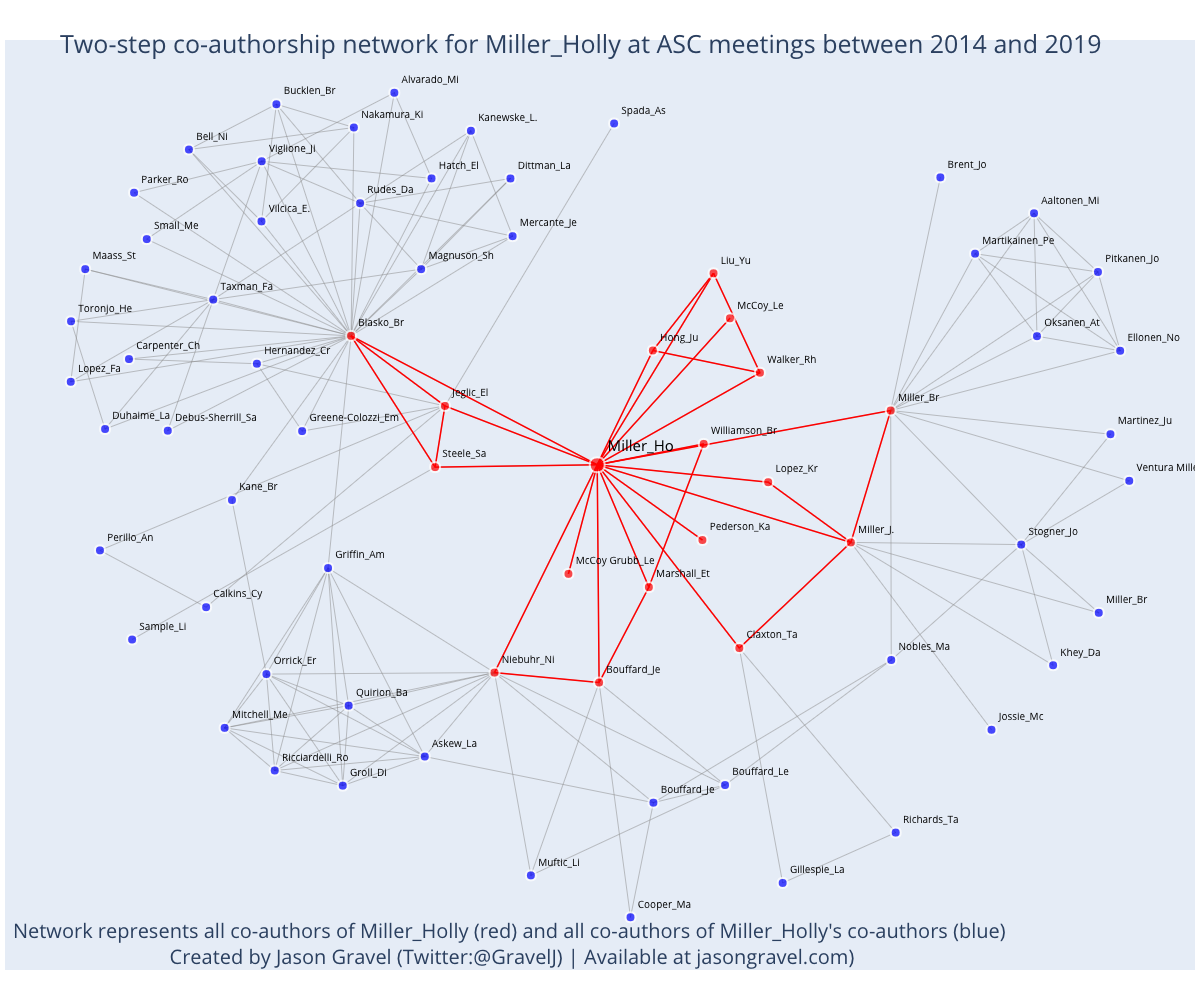 Two-step co-authorship network for Miller_Holly at ASC meetings between 2014 and 2019
Alvarado_Mi
Bucklen_Br
Nakamura_Ki
Kanewske_L.
Spada_As
Bell_Ni
Viglione_Ji
Hatch_El
Dittman_La
Brent_Jo
Parker_Ro
Rudes_Da
Aaltonen_Mi
Vilcica_E.
Small_Me
Mercante_Je
Martikainen_Pe
Maass_St
Magnuson_Sh
Liu_Yu
Pitkanen_Jo
Taxman_Fa
Toronjo_He
McCoy_Le
Blasko_Br
Hong_Ju
Oksanen_At
Ellonen_No
Carpenter_Ch
Hernandez_Cr
Walker_Rh
Lopez_Fa
Jeglic_El
Miller_Br
Duhaime_La
Debus-Sherrill_Sa
Greene-Colozzi_Em
Williamson_Br
Martinez_Ju
Miller_Ho
Steele_Sa
Lopez_Kr
Ventura Mille
Kane_Br
Pederson_Ka
Miller_J.
Stogner_Jo
Perillo_An
Griffin_Am
McCoy Grubb_Le
Marshall_Et
Calkins_Cy
Miller_Br
Sample_Li
Claxton_Ta
Nobles_Ma
Khey_Da
Orrick_Er
Niebuhr_Ni
Bouffard_Je
Quirion_Ba
Mitchell_Me
Jossie_Mc
Askew_La
Ricciardelli_Ro
Groll_Di
Bouffard_Le
Bouffard_Je
Richards_Ta
Muftic_Li
Gillespie_La
Cooper_Ma
Network represents all co-authors of Miller_Holly (red) and all co-authors of Miller_Holly's co-authors (blue)
Created by Jason Gravel (Twitter:@GravelJ) | Available at jasongravel.com)